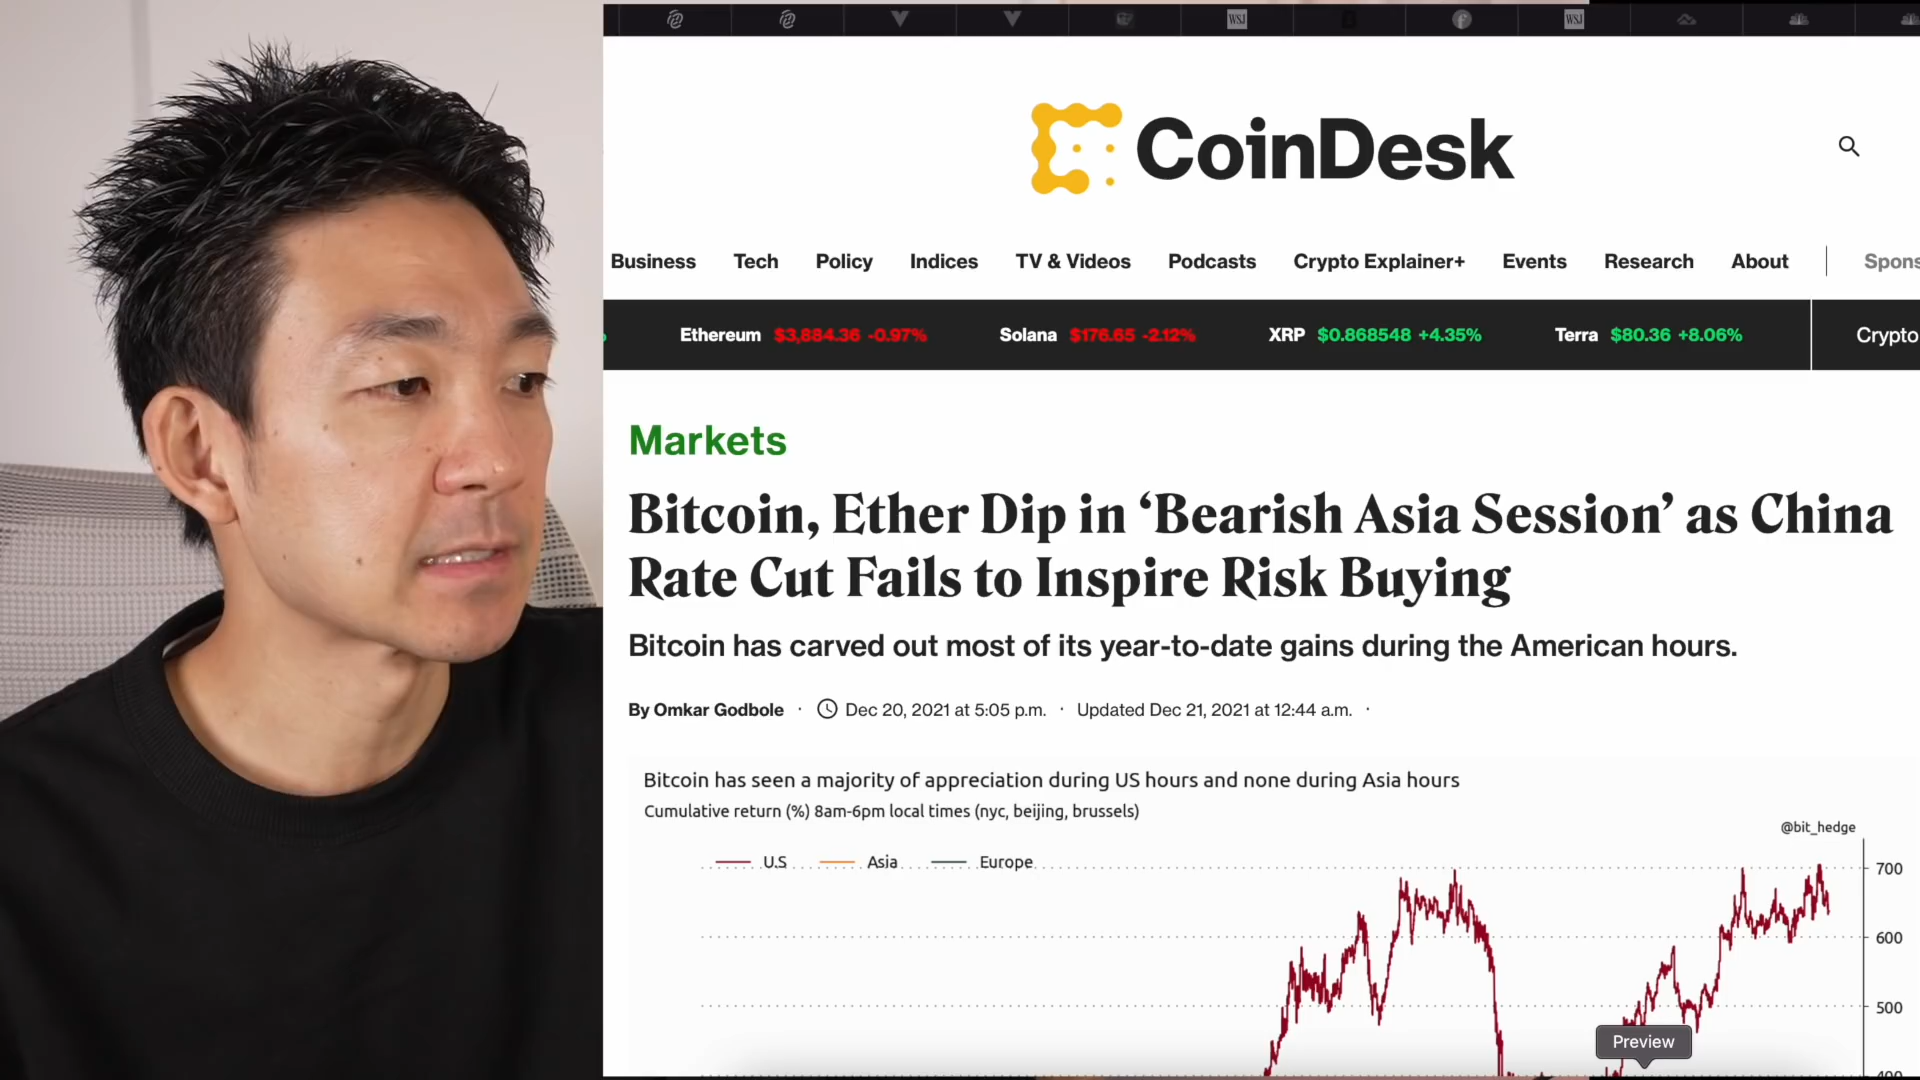 WSJ WSJ
CoinDesk
Business Tech Policy Indices TV & Videos Podcasts Crypto Explainer+ Events Research About Spons
Ethereum $3,884.36 -0.97% Solana $176.65 -2.12% XRP $0.868548 +4.35% Terra $80.36 +8.06% Crypto
Markets
Bitcoin, Ether Dip in ‘Bearish Asia Session’ as China
Rate Cut Fails to Inspire Risk Buying
Bitcoin has carved out most of its year-to-date gains during the American hours.
By Omkar Godbole · Dec 20, 2021 at 5:05 p.m. · Updated Dec 21, 2021 at 12:44 a.m. ·
Bitcoin has seen a majority of appreciation during US hours and none during Asia hours
Cumulative return (%) 8am-6pm local times (nyc, beijing, brussels)
@bit_hedge
U.S Asia Europe
700
600
500
Preview
400